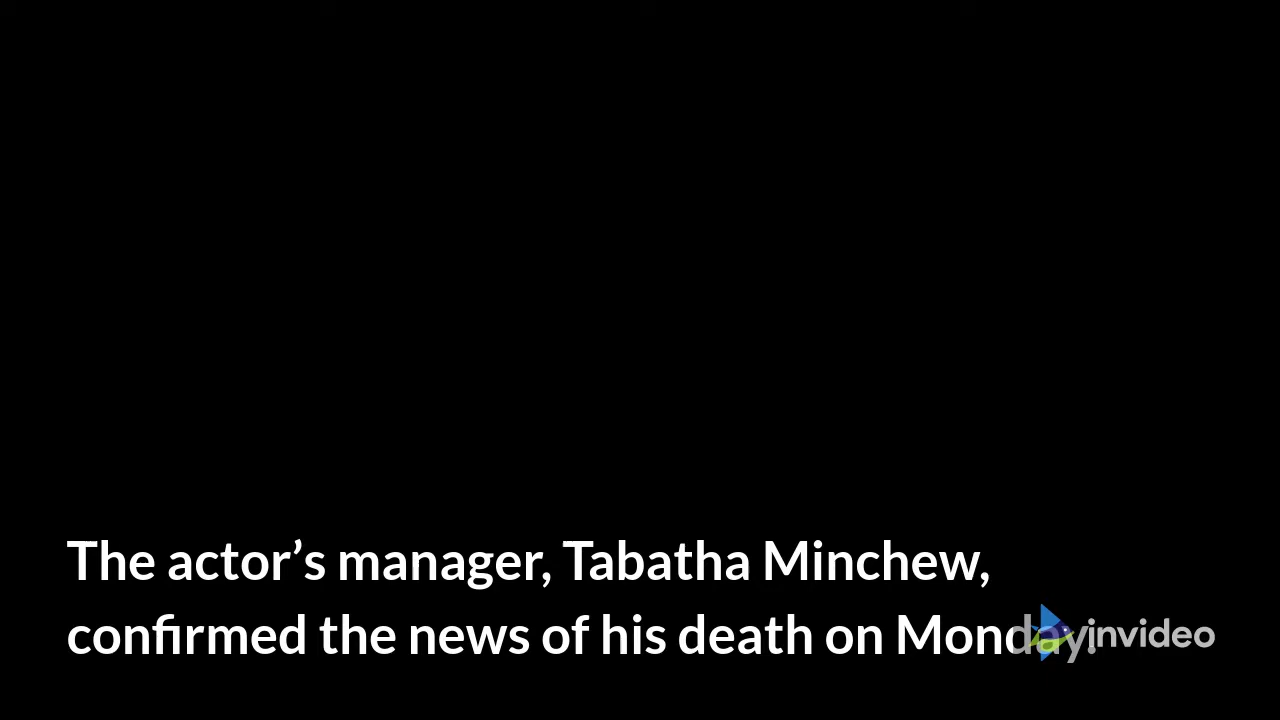 The actor’s manager, Tabatha Minchew,
confirmed the news of his death on Monday.
invideo